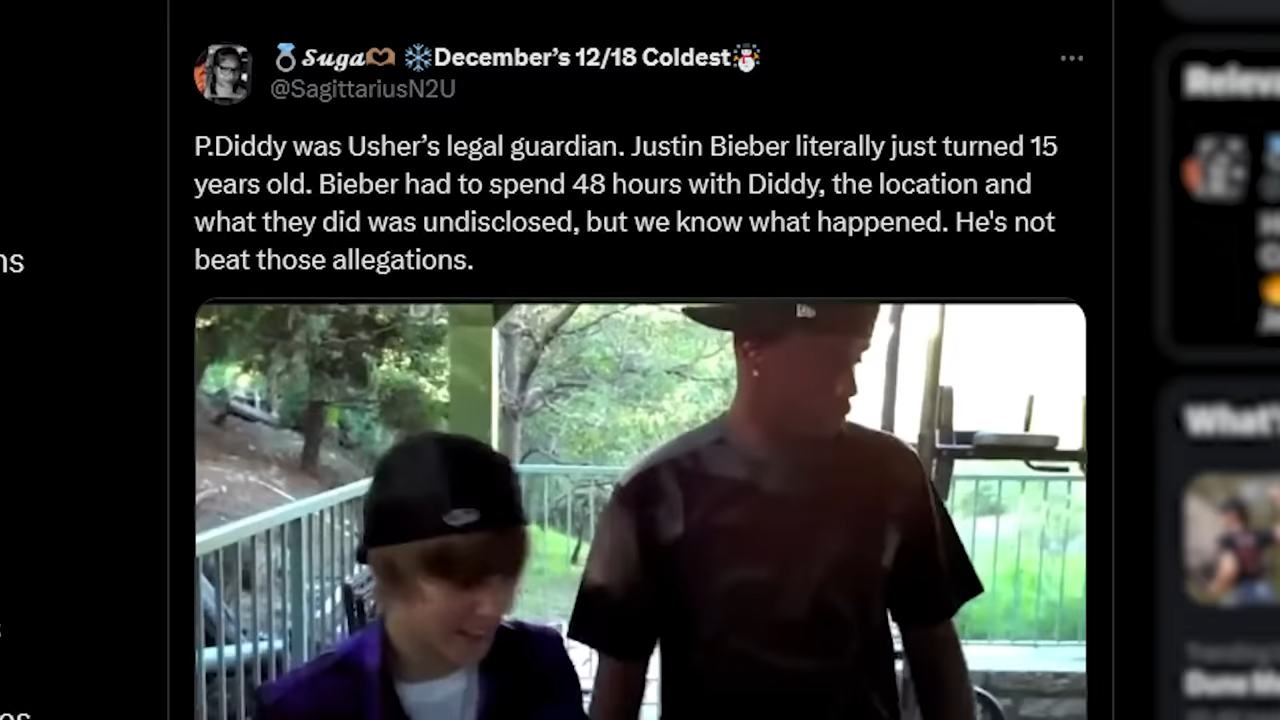 💍 𝑺𝒖𝒈𝒂🫶🏽 ❄️December’s 12/18 Coldest☃️
@SagittariusN2U
P.Diddy was Usher’s legal guardian. Justin Bieber literally just turned 15
years old. Bieber had to spend 48 hours with Diddy, the location and
what they did was undisclosed, but we know what happened. He's not
beat those allegations.